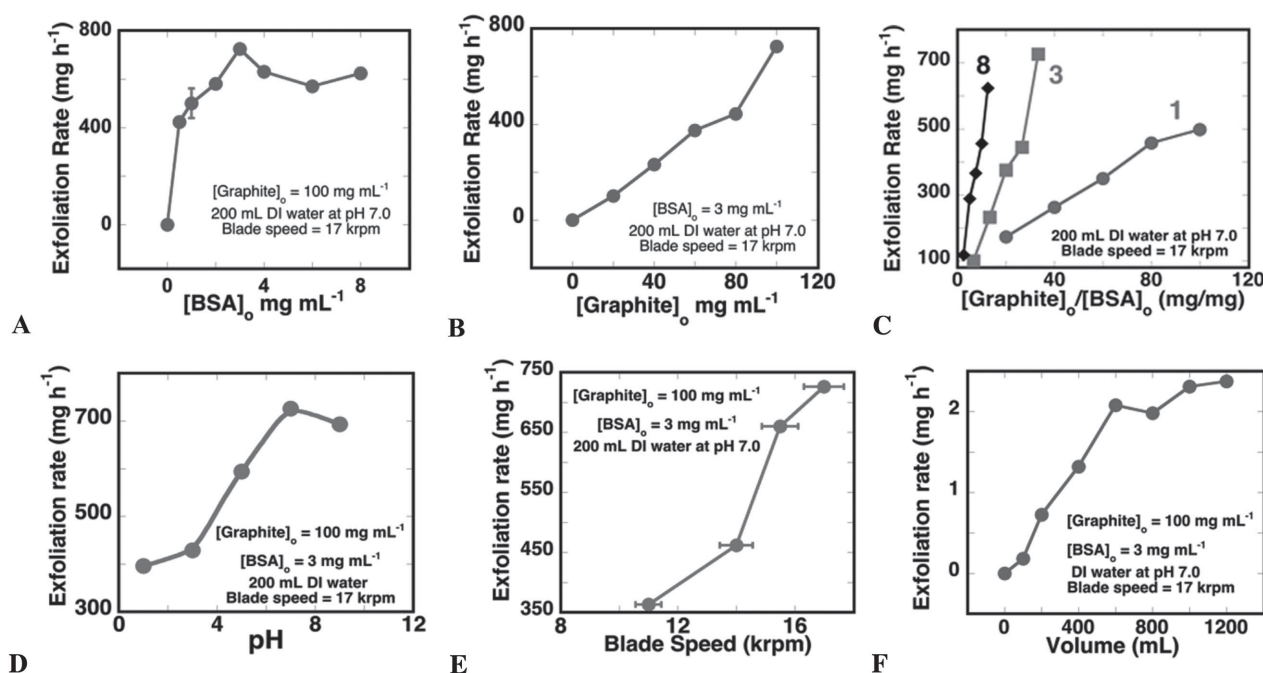 Exfoliation Rate (mg h⁻¹)
800
400
0
0 4 8
[BSA]ₒ mg mL⁻¹
[Graphite]ₒ = 100 mg mL⁻¹
200 mL DI water at pH 7.0
Blade speed = 17 krpm
A
Exfoliation Rate (mg h⁻¹)
800
400
0
0 40 80 120
[Graphite]ₒ mg mL⁻¹
[BSA]ₒ = 3 mg mL⁻¹
200 mL DI water at pH 7.0
Blade speed = 17 krpm
B
Exfoliation Rate (mg h⁻¹)
700
500
300
100
0 40 80 120
[Graphite]ₒ/[BSA]ₒ (mg/mg)
8
3
1
200 mL DI water at pH 7.0
Blade speed = 17 krpm
C
Exfoliation rate (mg h⁻¹)
700
500
300
0 4 8 12
pH
[Graphite]ₒ = 100 mg mL⁻¹
[BSA]ₒ = 3 mg mL⁻¹
200 mL DI water
Blade speed = 17 krpm
D
Exfoliation rate (mg h⁻¹)
750
650
550
450
350
8 12 16
Blade Speed (krpm)
[Graphite]ₒ = 100 mg mL⁻¹
[BSA]ₒ = 3 mg mL⁻¹
200 mL DI water at pH 7.0
E
Exfoliation rate (mg h⁻¹)
2
1
0
0 400 800 1200
Volume (mL)
[Graphite]ₒ = 100 mg mL⁻¹
[BSA]ₒ = 3 mg mL⁻¹
DI water at pH 7.0
Blade speed = 17 krpm
F